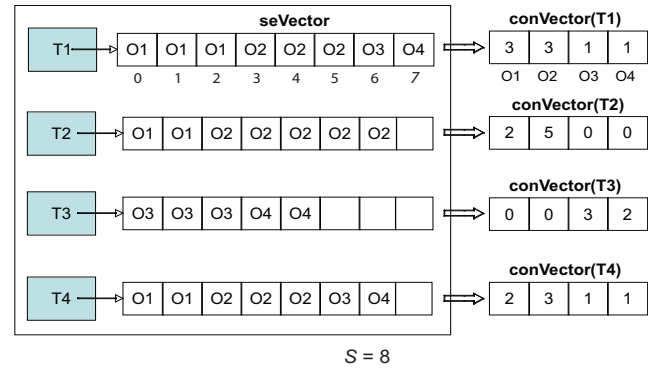 seVector
conVector(T1)
T1 O1 O1 O1 O2 O2 O2 O3 O4 3 3 1 1
0 1 2 3 4 5 6 7 O1 O2 O3 O4
conVector(T2)
T2 O1 O1 O2 O2 O2 O2 O2 2 5 0 0
conVector(T3)
T3 O3 O3 O3 O4 O4 0 0 3 2
conVector(T4)
T4 O1 O1 O2 O2 O2 O3 O4 2 3 1 1
S = 8